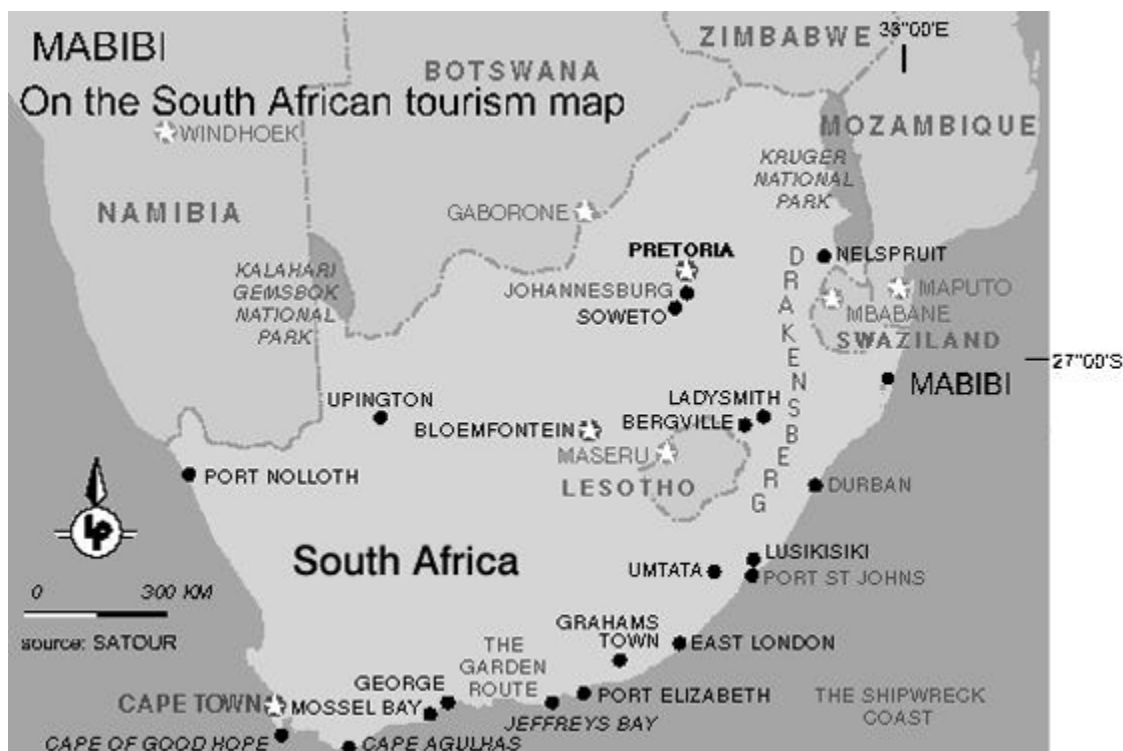 MABIBI
On the South African tourism map
ZIMBABWE
33°00'E
BOTSWANA
WINDHOEK
MOZAMBIQUE
KRUGER
NATIONAL
PARK
NAMIBIA
GABORONE
PRETORIA
NELSPRUIT
KALAHARI
GEMSBOK
NATIONAL
PARK
JOHANNESBURG
SOWETO
DRAKENSBERG
MAPUTO
MBABANE
SWAZILAND
27°00'S
MABIBI
UPINGTON
LADYSMITH
BERGVILLE
BLOEMFONTEIN
MASERU
LESOTHO
PORT NOLLOTH
DURBAN
LP
South Africa
LUSIKISIKI
UMTATA
PORT ST JOHNS
0 300 KM
source: SATOUR
GRAHAMS
TOWN
EAST LONDON
THE
GARDEN
ROUTE
GEORGE
CAPE TOWN
MOSSEL BAY
PORT ELIZABETH
JEFFREYS BAY
THE SHIPWRECK
COAST
CAPE OF GOOD HOPE
CAPE AGULHAS